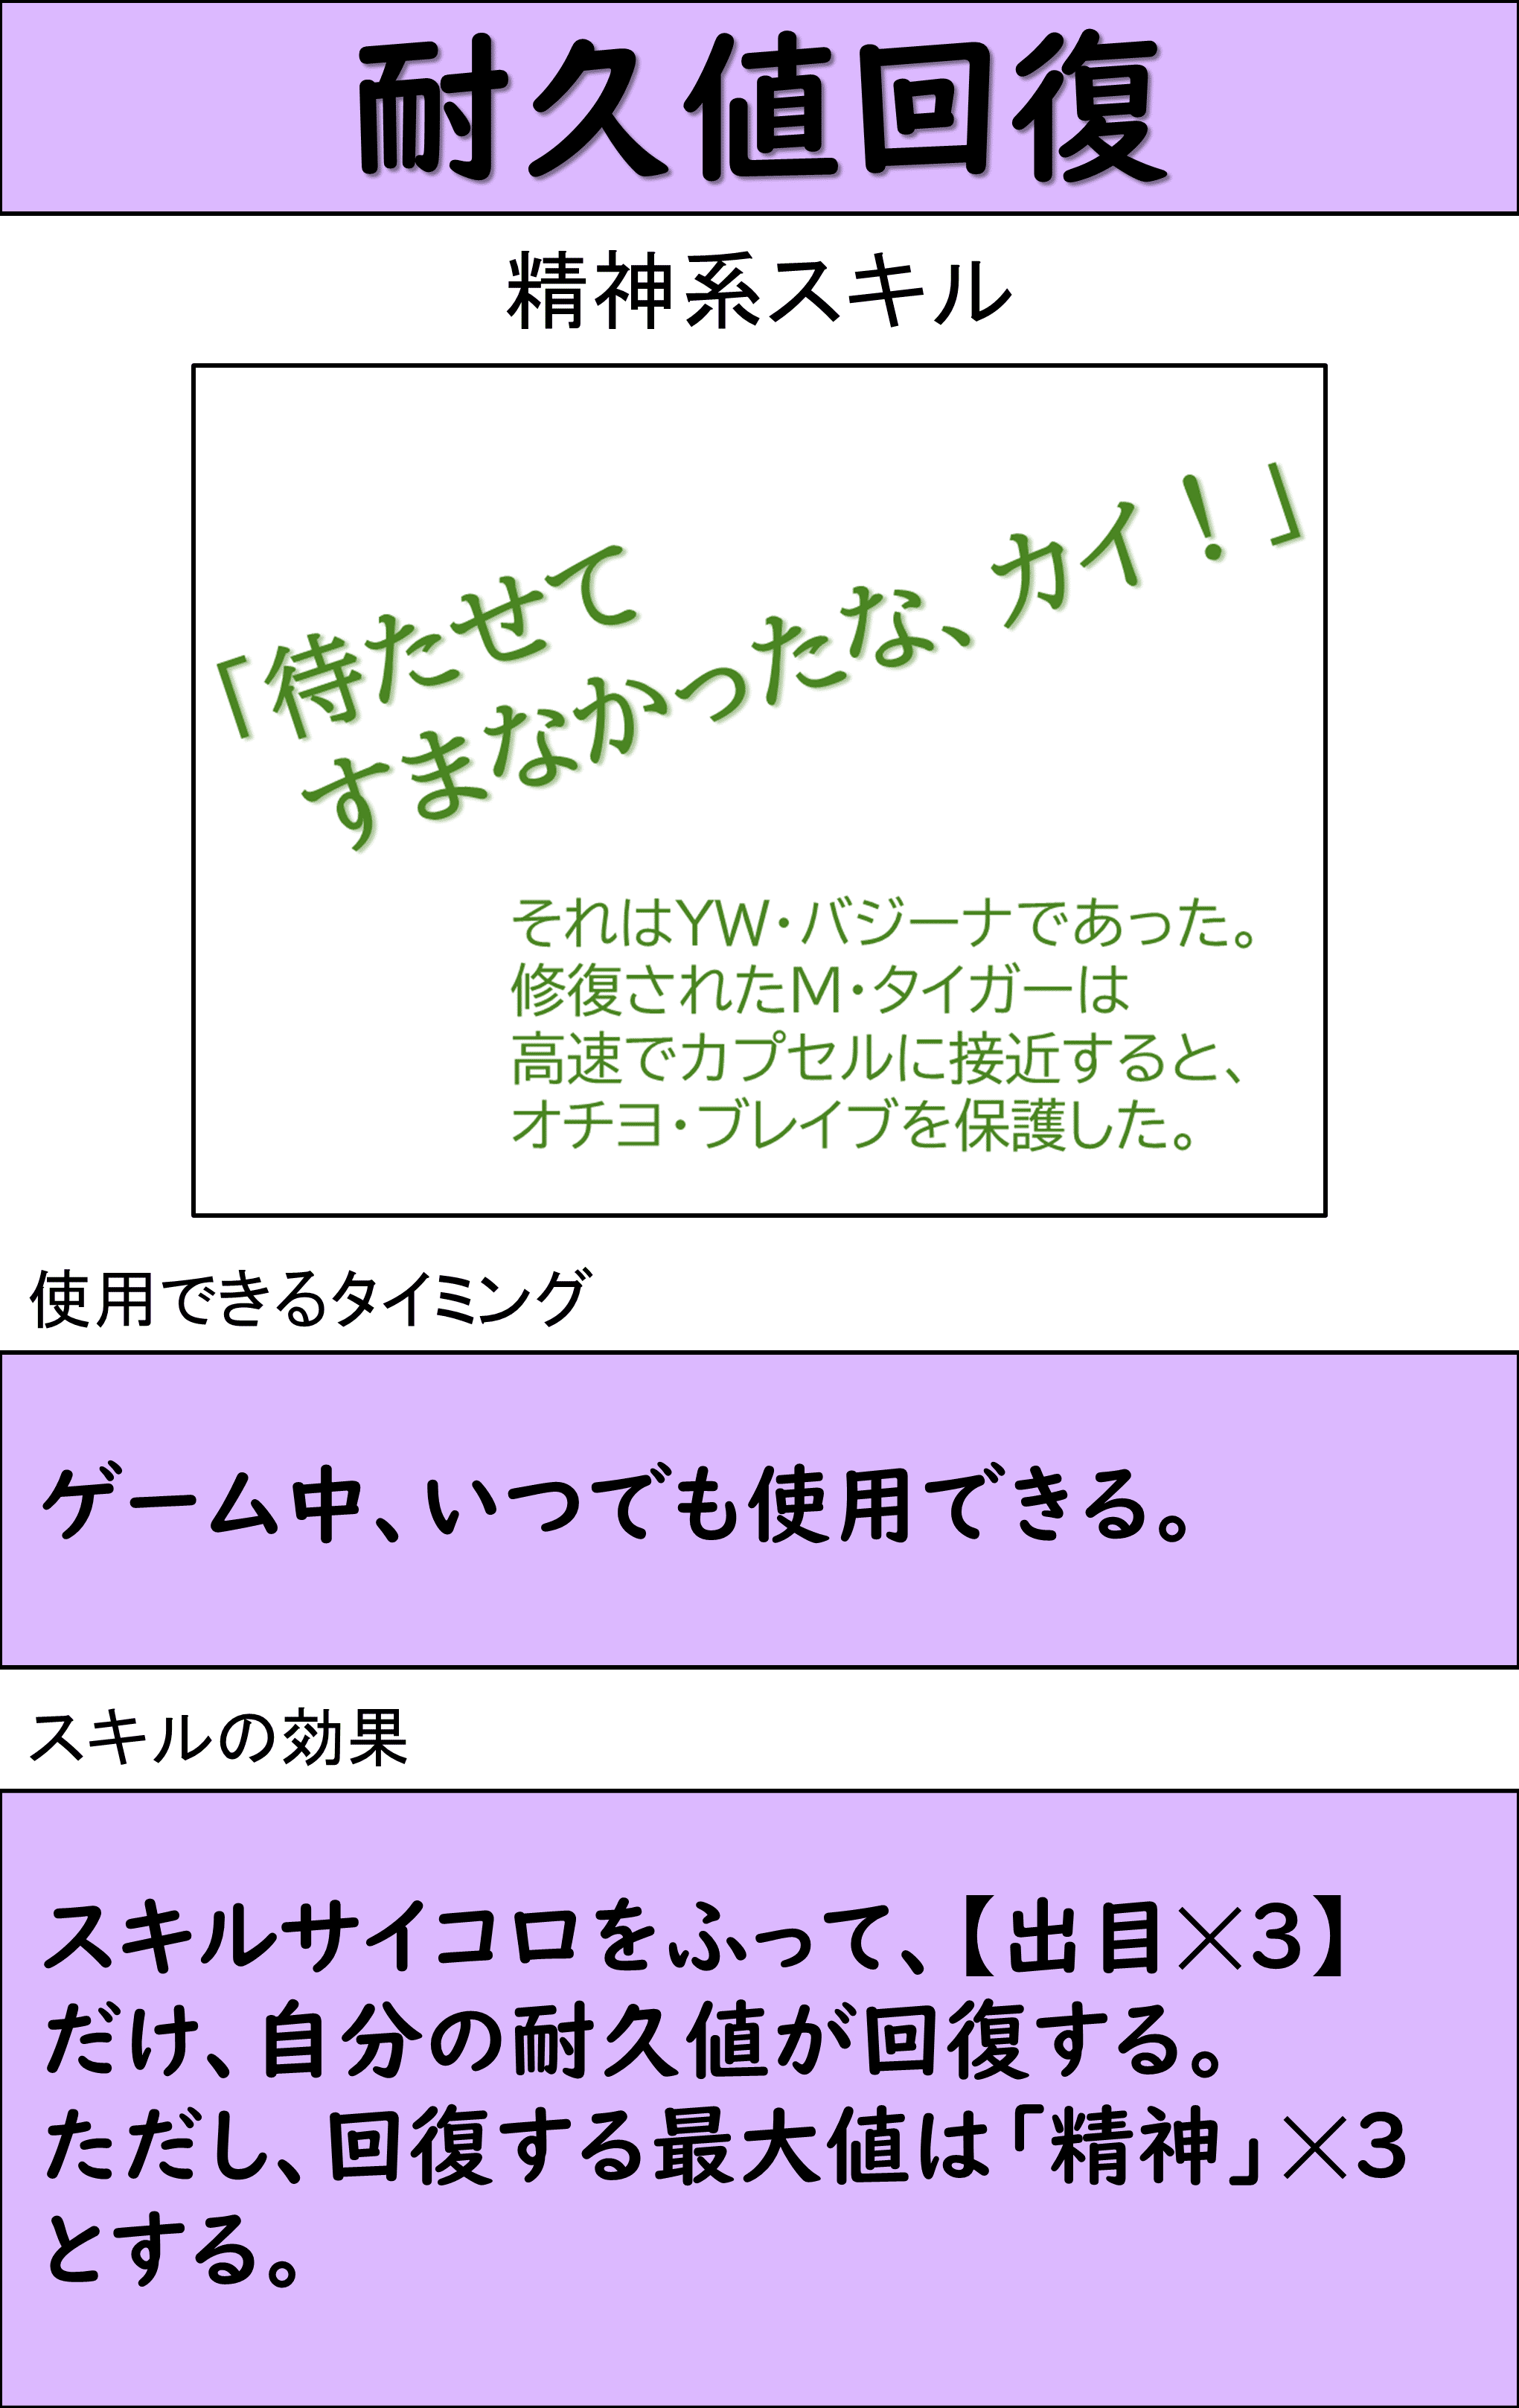 耐久値回復
精神系スキル
「待たせて
すまなかったな、カイ！」
それはYW・バジーナであった。
修復されたM・タイガーは
高速でカプセルに接近すると、
オチヨ・ブレイブを保護した。
使用できるタイミング
ゲーム中、いつでも使用できる。
スキルの効果
スキルサイコロをふって、【出目×３】
だけ、自分の耐久値が回復する。
ただし、回復する最大値は「精神」×３
とする。